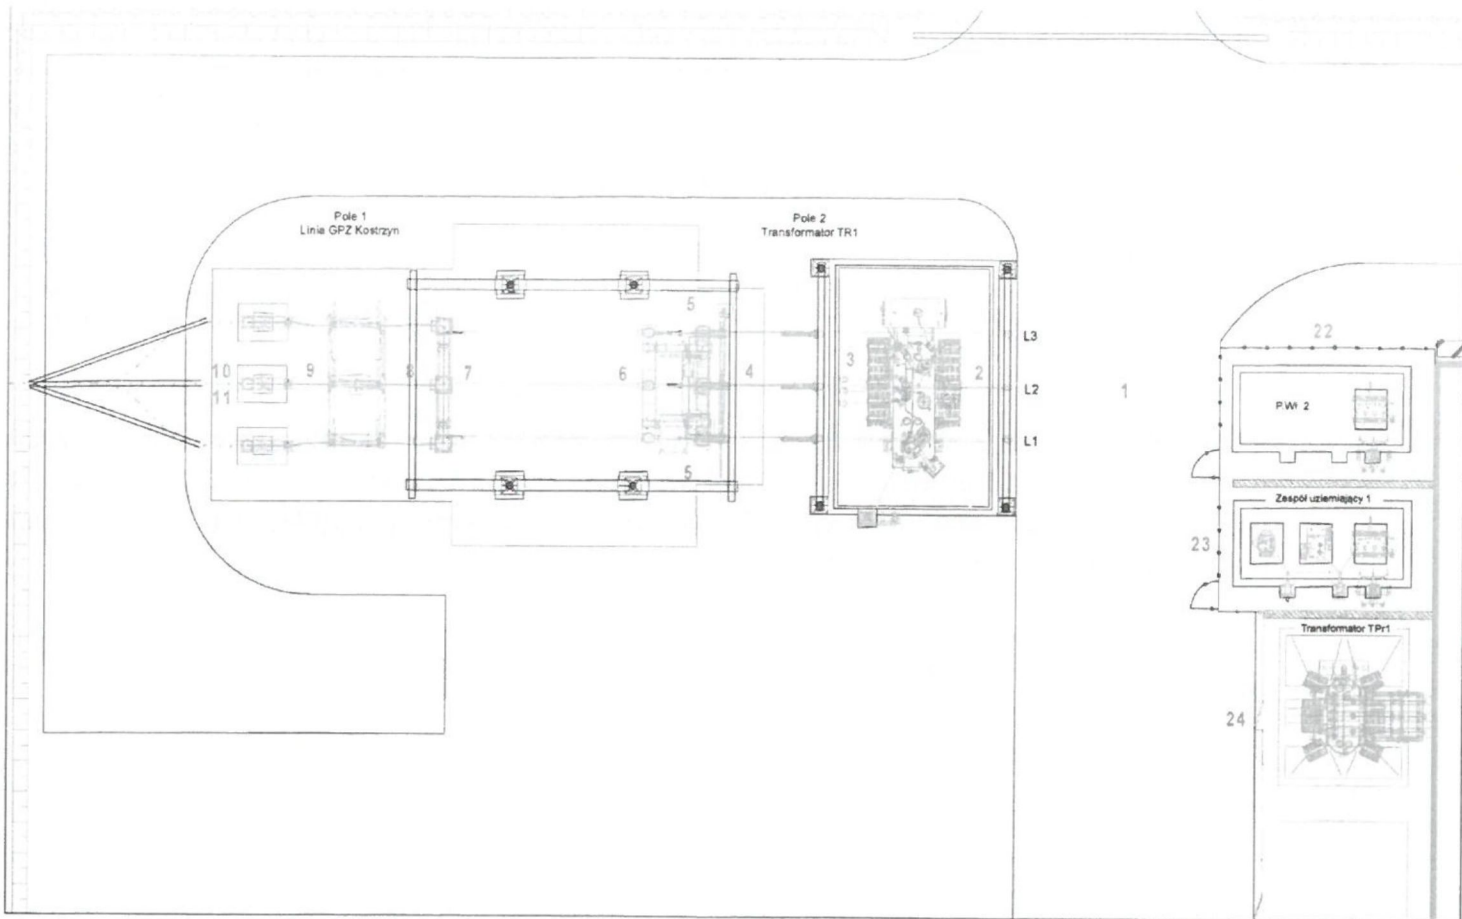 Pole 1
Linia GPZ Kostrzyn
Pole 2
Transformator TR1
5
L3
22
10
9
8
7
6
4
3
2
L2
1
11
P.Wł. 2
L1
5
Zespół uziemiający 1
23
Transformator TPr1
24